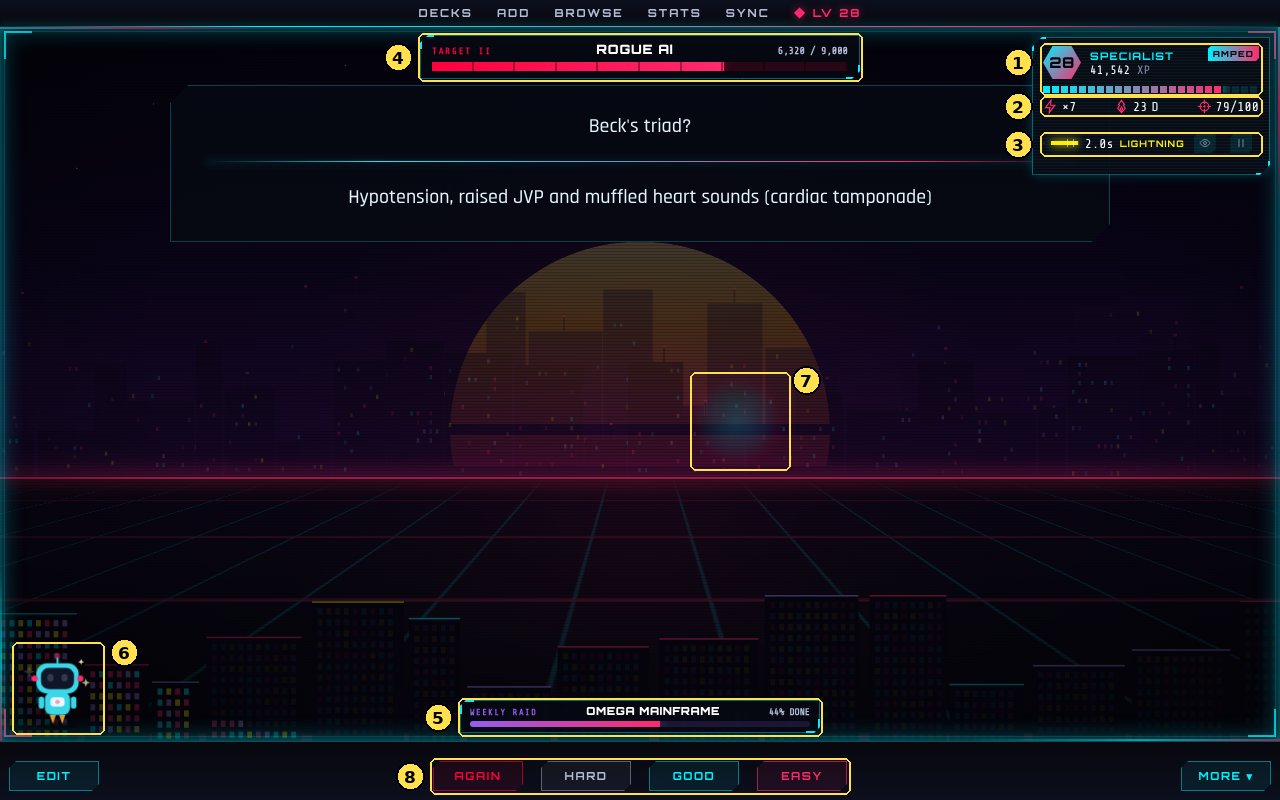 DECKS ADD BROWSE STATS SYNC ◆ LV 28
4 TARGET II ROGUE AI 6,320 / 9,000
1 28 SPECIALIST AMPED
41,542 XP
2 ×7 23 D 79/100
3 2.0s LIGHTNING
Beck's triad?
Hypotension, raised JVP and muffled heart sounds (cardiac tamponade)
7
6
5 WEEKLY RAID OMEGA MAINFRAME 44% DONE
EDIT 8 AGAIN HARD GOOD EASY MORE ▾